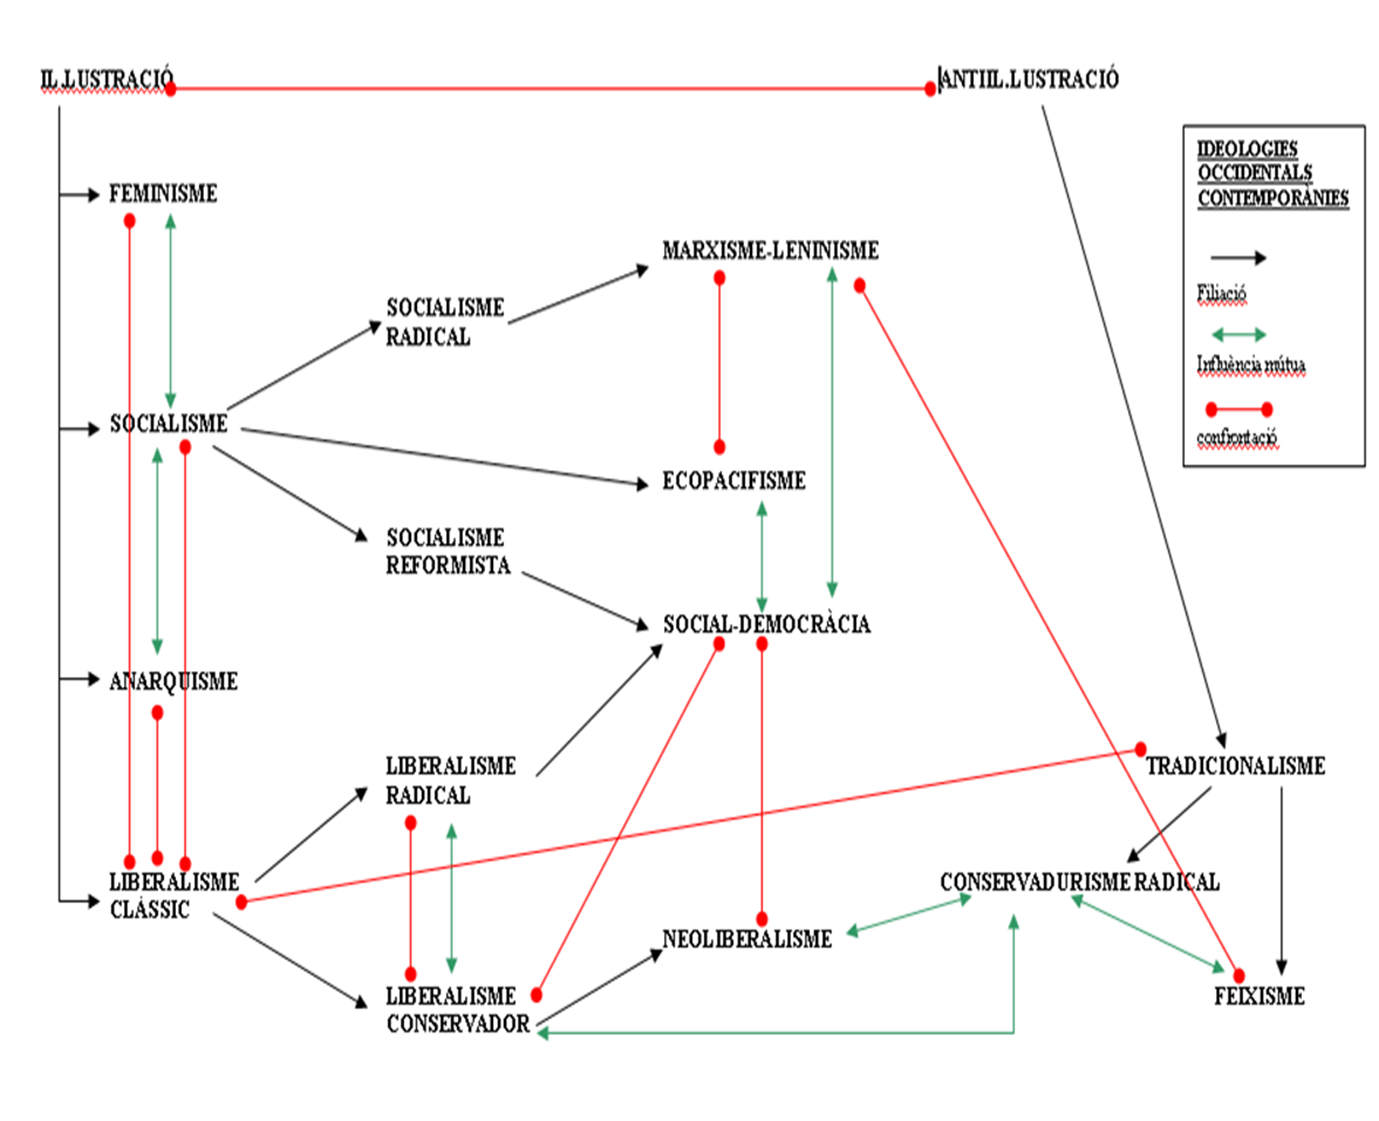 IL.LUSTRACIÓ
ANTIIL.LUSTRACIÓ
IDEOLOGIES
OCCIDENTALS
CONTEMPORÀNIES
Filiació
Influència mútua
confrontació
FEMINISME
MARXISME-LENINISME
SOCIALISME
RADICAL
SOCIALISME
ECOPACIFISME
SOCIALISME
REFORMISTA
SOCIAL-DEMOCRÀCIA
ANARQUISME
LIBERALISME
RADICAL
TRADICIONALISME
LIBERALISME
CLÀSSIC
CONSERVADURISME RADICAL
NEOLIBERALISME
LIBERALISME
CONSERVADOR
FEIXISME